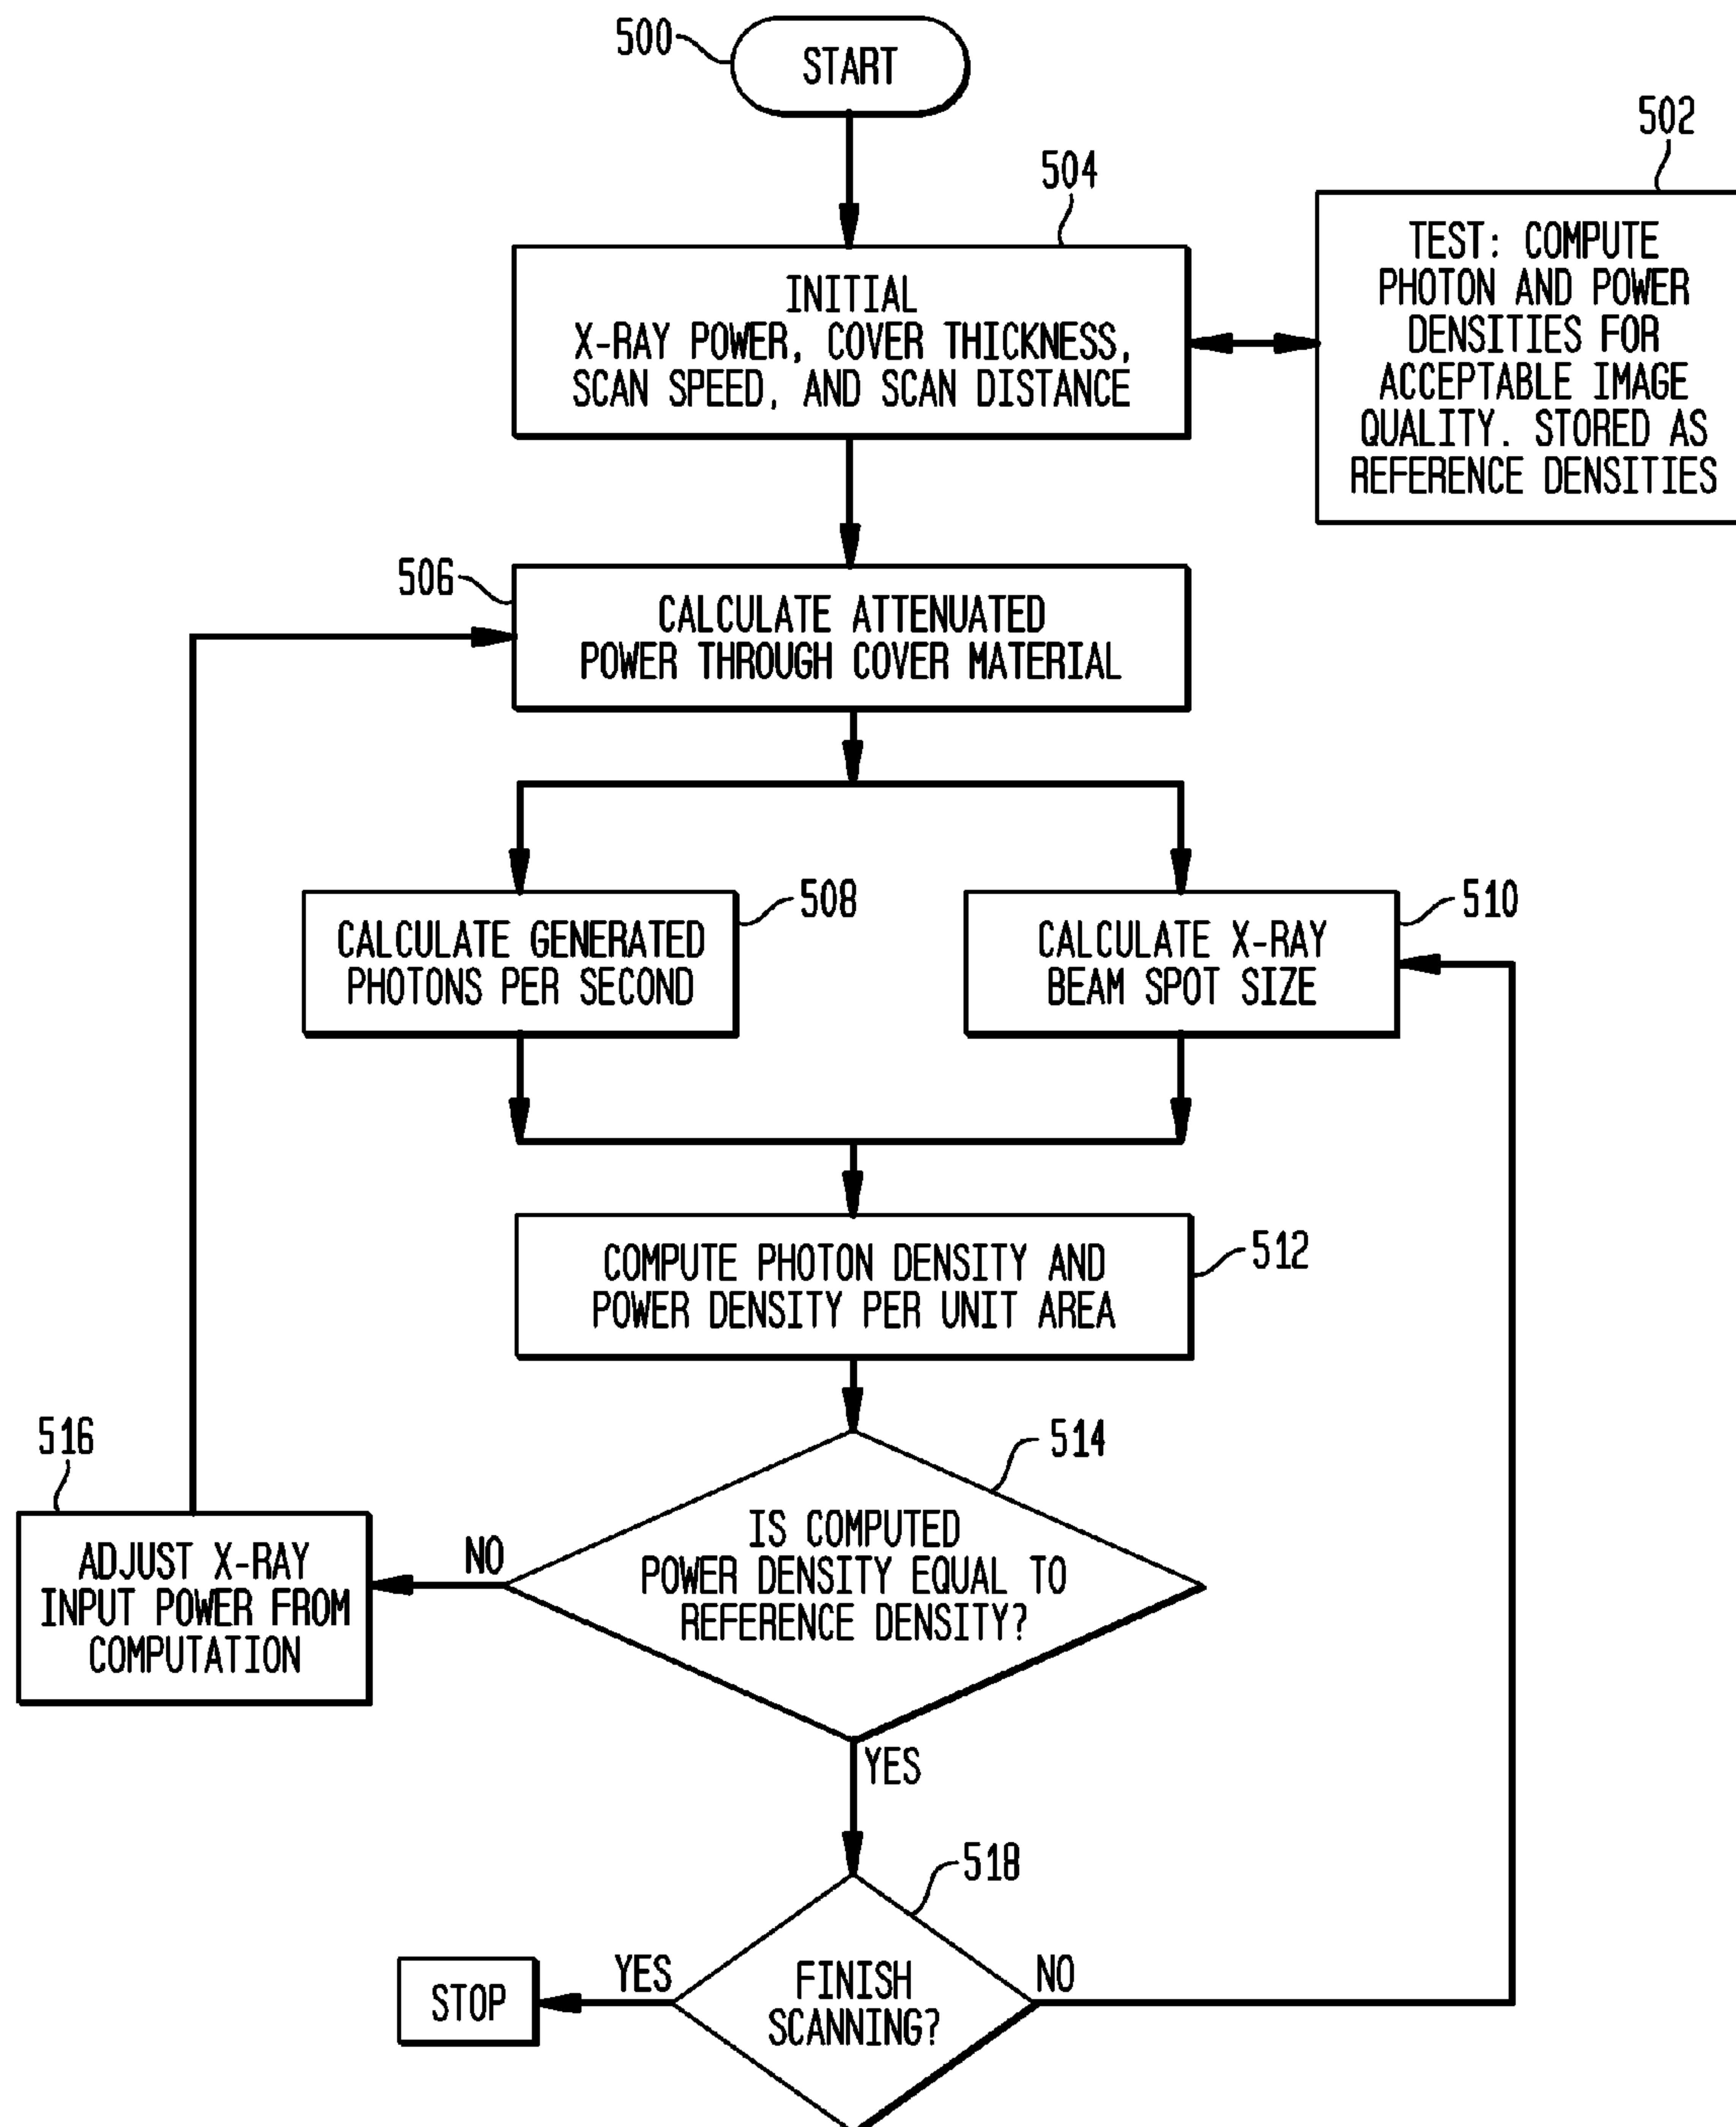 500
START
502
504
TEST: COMPUTE
PHOTON AND POWER
DENSITIES FOR
ACCEPTABLE IMAGE
QUALITY. STORED AS
REFERENCE DENSITIES
INITIAL
X-RAY POWER, COVER THICKNESS,
SCAN SPEED, AND SCAN DISTANCE
506
CALCULATE ATTENUATED
POWER THROUGH COVER MATERIAL
508
CALCULATE GENERATED
PHOTONS PER SECOND
510
CALCULATE X-RAY
BEAM SPOT SIZE
512
COMPUTE PHOTON DENSITY AND
POWER DENSITY PER UNIT AREA
514
IS COMPUTED
POWER DENSITY EQUAL TO
REFERENCE DENSITY?
516
NO
ADJUST X-RAY
INPUT POWER FROM
COMPUTATION
YES
518
FINISH
SCANNING?
YES
NO
STOP